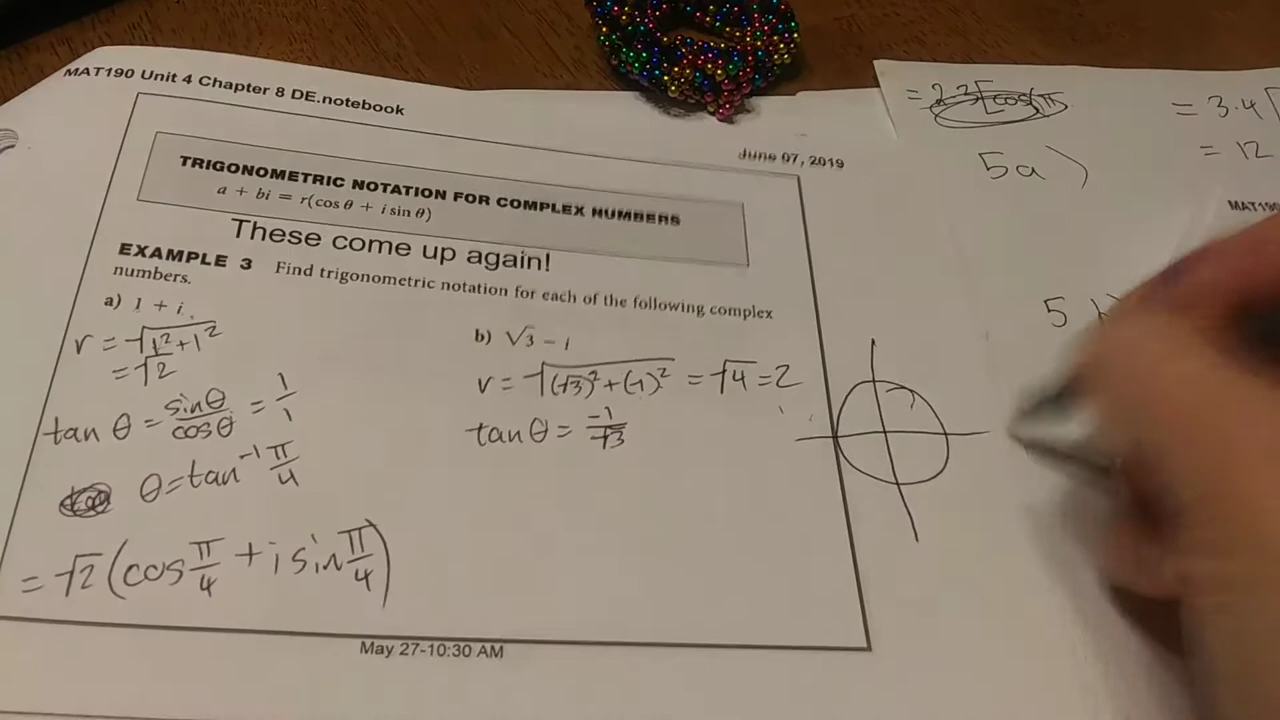 MAT190 Unit 4 Chapter 8 DE.notebook
June 07, 2019
TRIGONOMETRIC NOTATION FOR COMPLEX NUMBERS
a + bi = r(cos θ + i sin θ)
These come up again!
EXAMPLE 3 Find trigonometric notation for each of the following complex
numbers.
a) 1 + i
r = √1²+1²
= √2
tan θ = sinθ/cosθ = 1/1
θ = tan⁻¹ π/4
= √2 (cos π/4 + i sin π/4)
b) √3 − i
r = √(√3)²+(-1)² = √4 = 2
tan θ = -1/√3
May 27-10:30 AM
= 3.4[
= 12
5a)
MAT190
5